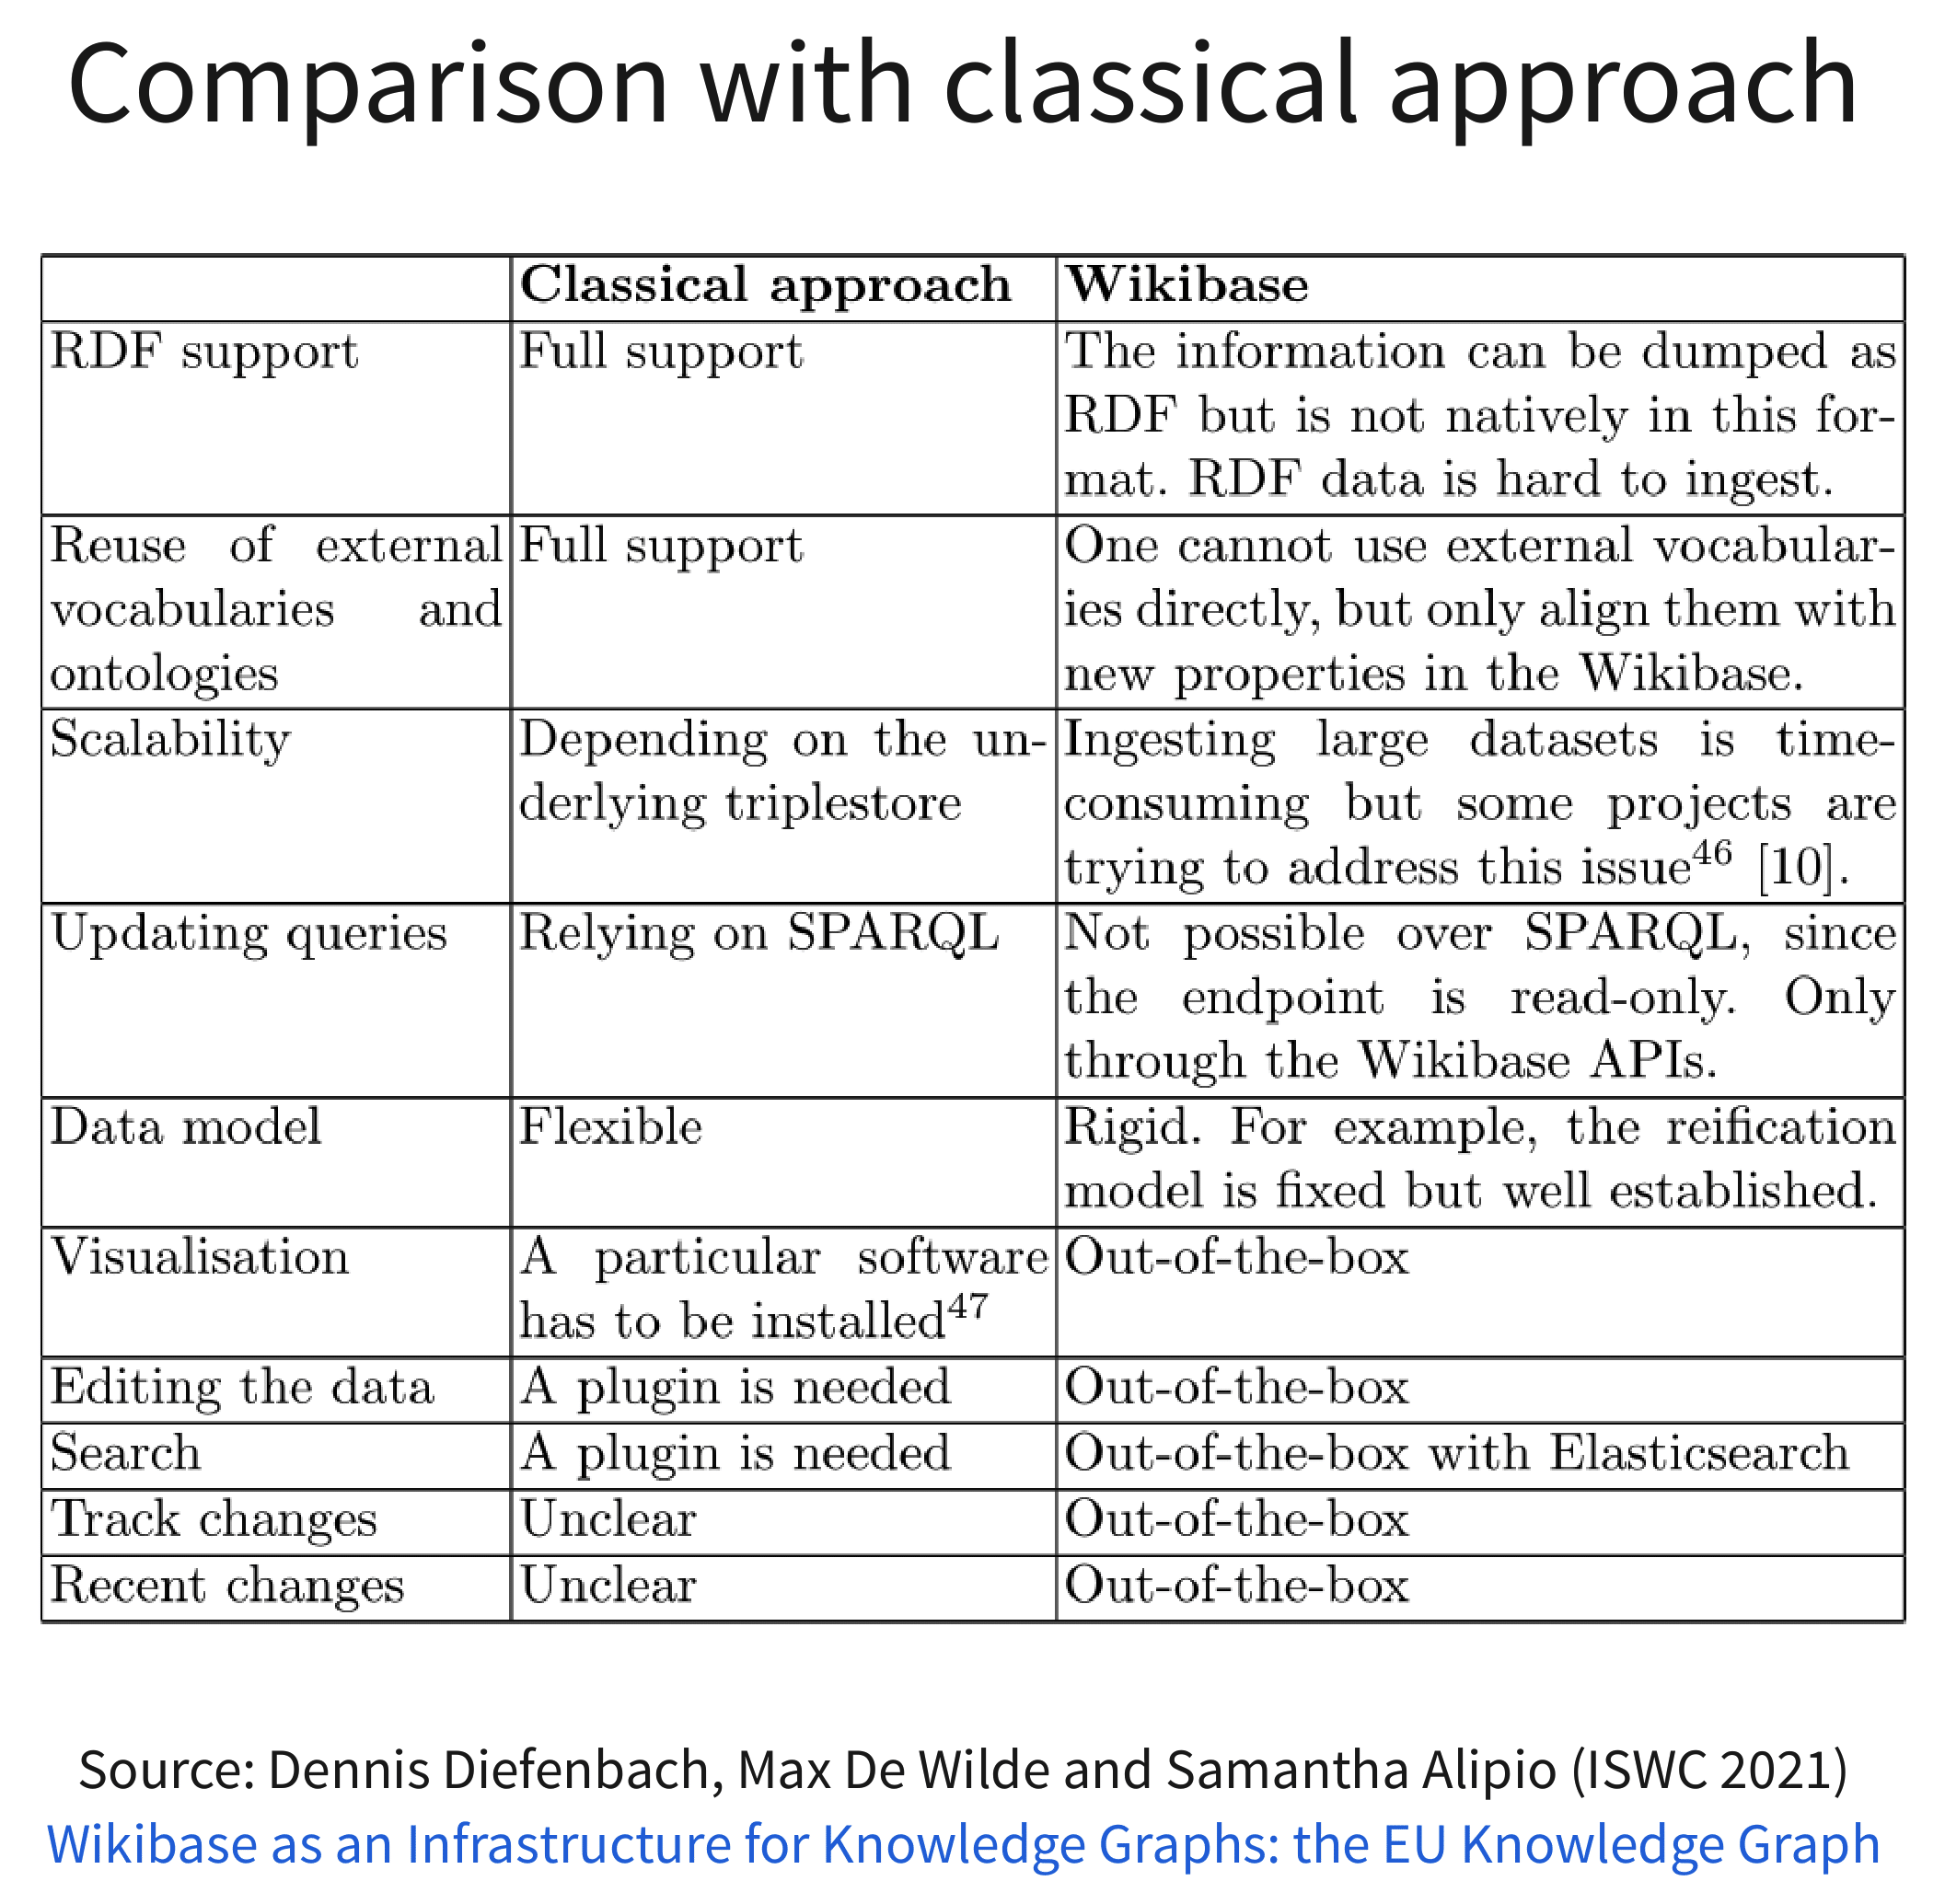 Comparison with classical approach
Classical approach Wikibase
RDF support Full support The information can be dumped as
RDF but is not natively in this for-
mat. RDF data is hard to ingest.
Reuse of external Full support One cannot use external vocabular-
vocabularies and ies directly, but only align them with
ontologies new properties in the Wikibase.
Scalability Depending on the un- Ingesting large datasets is time-
derlying triplestore consuming but some projects are
trying to address this issue46 [10].
Updating queries Relying on SPARQL Not possible over SPARQL, since
the endpoint is read-only. Only
through the Wikibase APIs.
Data model Flexible Rigid. For example, the reification
model is fixed but well established.
Visualisation A particular software Out-of-the-box
has to be installed47
Editing the data A plugin is needed Out-of-the-box
Search A plugin is needed Out-of-the-box with Elasticsearch
Track changes Unclear Out-of-the-box
Recent changes Unclear Out-of-the-box
Source: Dennis Diefenbach, Max De Wilde and Samantha Alipio (ISWC 2021)
Wikibase as an Infrastructure for Knowledge Graphs: the EU Knowledge Graph